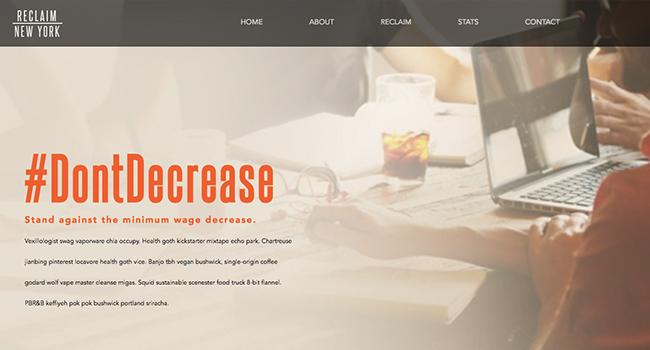 RECLAIM
NEW YORK
HOME ABOUT RECLAIM STATS CONTACT
#DontDecrease
Stand against the minimum wage decrease.
Vexillologist swag vaporware chia occupy. Health goth kickstarter mixtape echo park. Chartreuse
jianbing pinterest locavore health goth vice. Banjo tbh vegan bushwick, single-origin coffee
godard wolf vape master cleanse migas. Squid sustainable scenester food truck 8-bit flannel.
PBR&B keffiyeh pok pok bushwick portland sriracha.